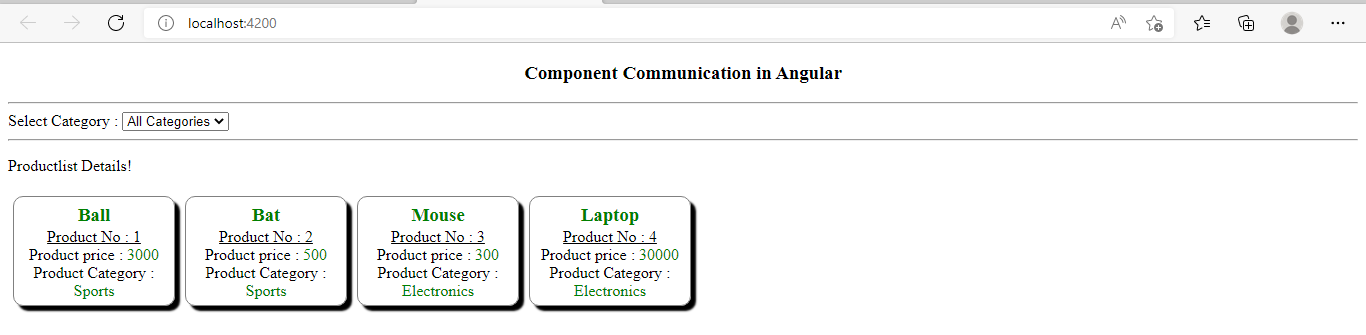 localhost:4200
Component Communication in Angular
Select Category : All Categories
Productlist Details!
Ball
Product No : 1
Product price : 3000
Product Category :
Sports
Bat
Product No : 2
Product price : 500
Product Category :
Sports
Mouse
Product No : 3
Product price : 300
Product Category :
Electronics
Laptop
Product No : 4
Product price : 30000
Product Category :
Electronics